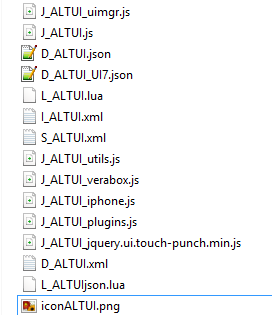 J_ALTUI_uimgr.js
J_ALTUI.js
D_ALTUI.json
D_ALTUI_UI7.json
L_ALTUI.lua
I_ALTUI.xml
S_ALTUI.xml
J_ALTUI_utils.js
J_ALTUI_verabox.js
J_ALTUI_iphone.js
J_ALTUI_plugins.js
J_ALTUI_jquery.ui.touch-punch.min.js
D_ALTUI.xml
L_ALTUIjson.lua
iconALTUI.png